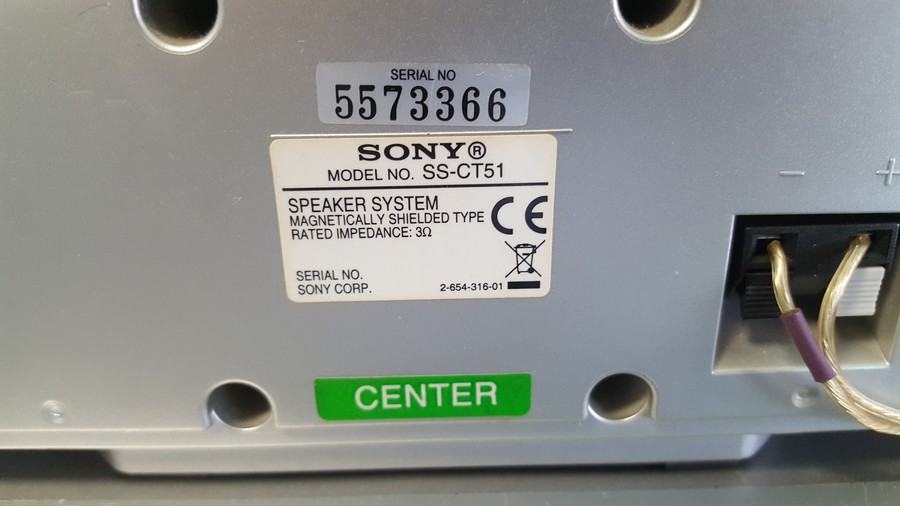 SERIAL NO
5573366
SONY®
MODEL NO. SS-CT51
SPEAKER SYSTEM
MAGNETICALLY SHIELDED TYPE
RATED IMPEDANCE: 3Ω
CE
SERIAL NO.
SONY CORP.
2-654-316-01
− +
CENTER